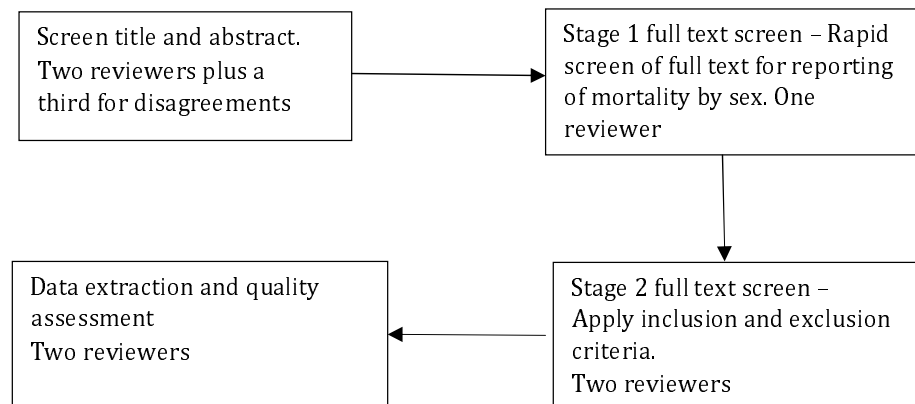 Screen title and abstract.
Two reviewers plus a
third for disagreements
Stage 1 full text screen – Rapid
screen of full text for reporting
of mortality by sex. One
reviewer
Stage 2 full text screen –
Apply inclusion and exclusion
criteria.
Two reviewers
Data extraction and quality
assessment
Two reviewers